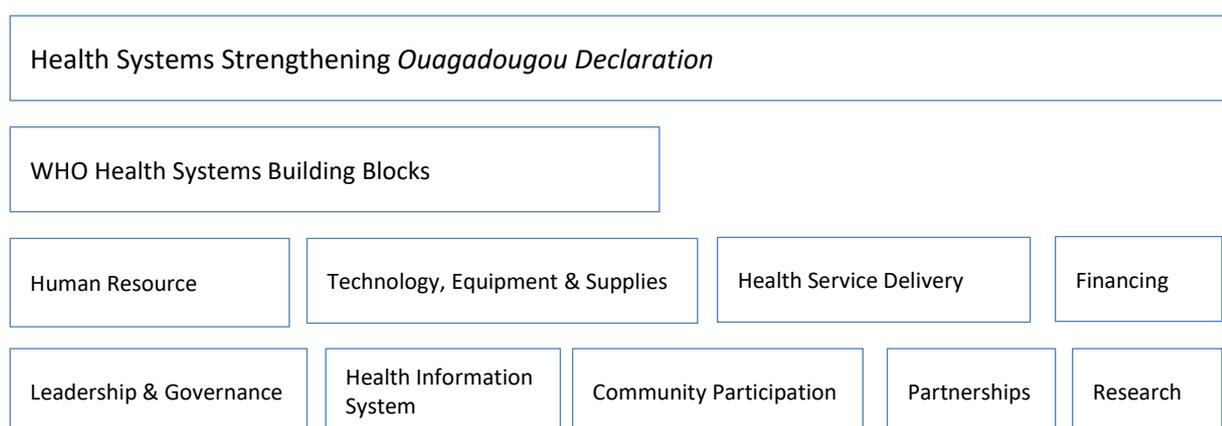 Health Systems Strengthening Ouagadougou Declaration
WHO Health Systems Building Blocks
Human Resource
Technology, Equipment & Supplies
Health Service Delivery
Financing
Leadership & Governance
Health Information
System
Community Participation
Partnerships
Research